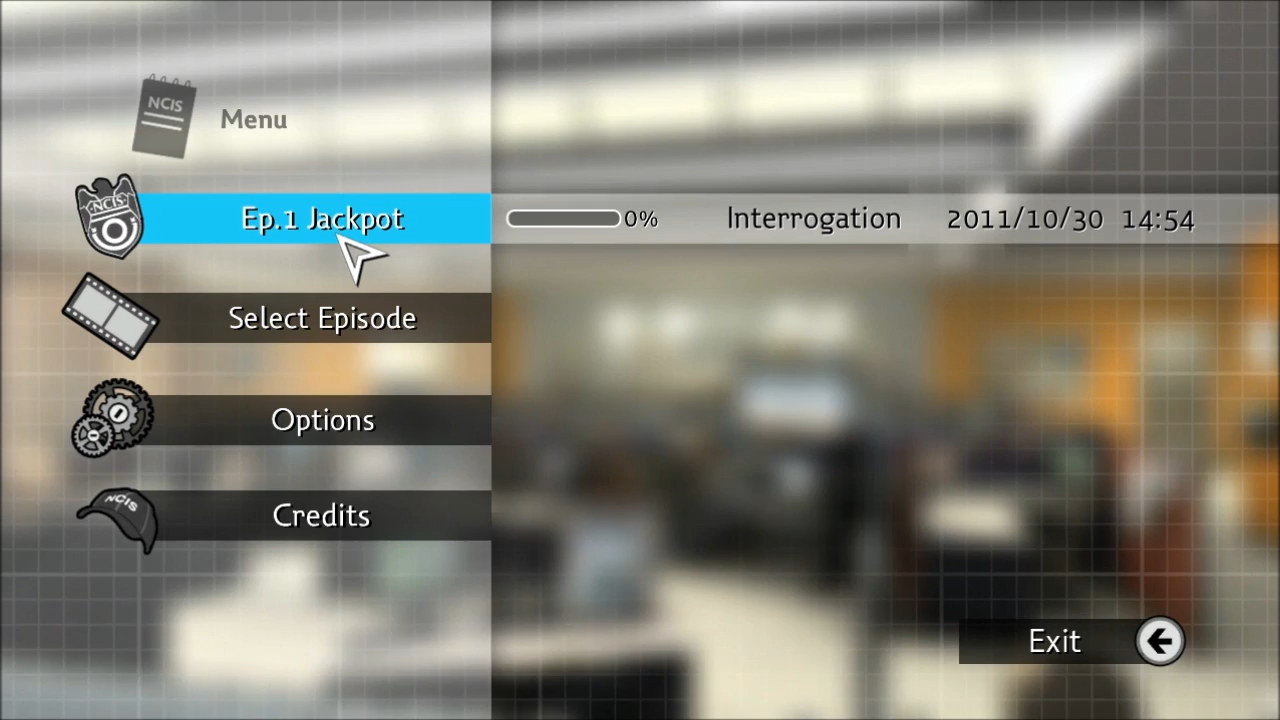 NCIS
Menu
NCIS
Ep.1 Jackpot 0% Interrogation 2011/10/30 14:54
Select Episode
Options
NCIS
Credits
Exit